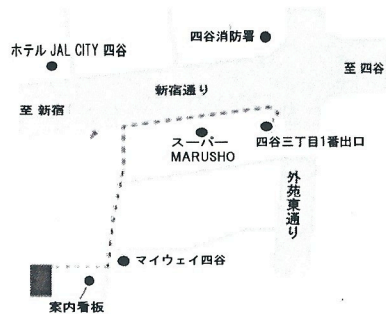 四谷消防署
ホテル JAL CITY 四谷
至 四谷
新宿通り
至 新宿
スーパー
MARUSHO
四谷三丁目1番出口
外苑東通り
マイウェイ四谷
案内看板